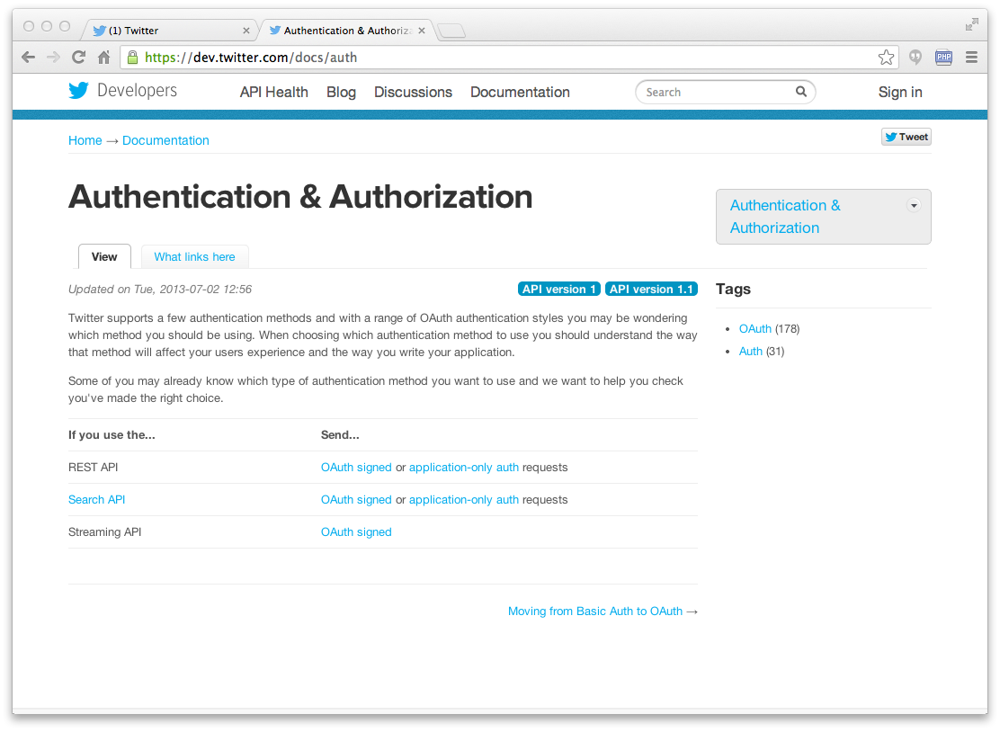 (1) Twitter
Authentication & Authoriz
https://dev.twitter.com/docs/auth
PHP
Developers
API Health
Blog
Discussions
Documentation
Search
Sign in
Home → Documentation
Tweet
Authentication & Authorization
Authentication &
Authorization
View
What links here
Updated on Tue, 2013-07-02 12:56
API version 1
API version 1.1
Twitter supports a few authentication methods and with a range of OAuth authentication styles you may be wondering
which method you should be using. When choosing which authentication method to use you should understand the way
that method will affect your users experience and the way you write your application.
Some of you may already know which type of authentication method you want to use and we want to help you check
you've made the right choice.
If you use the...
Send...
REST API
OAuth signed or application-only auth requests
Search API
OAuth signed or application-only auth requests
Streaming API
OAuth signed
Moving from Basic Auth to OAuth →
Tags
• OAuth (178)
• Auth (31)